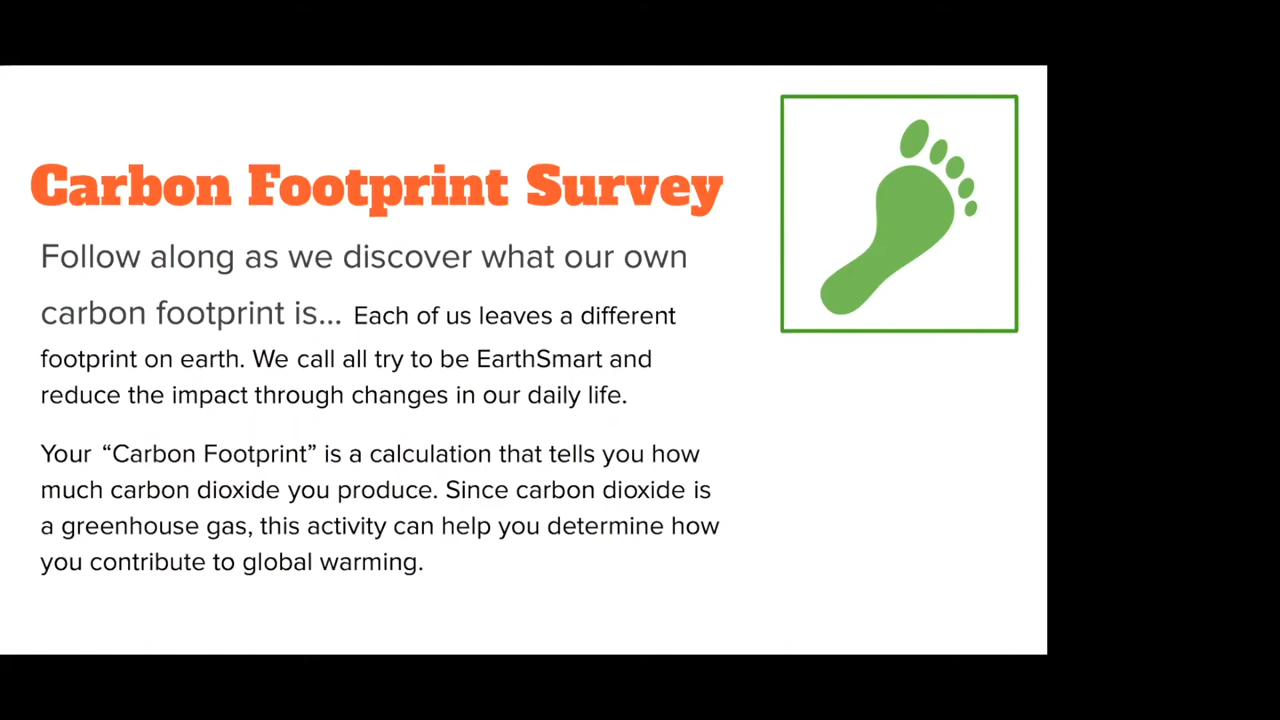 Carbon Footprint Survey
Follow along as we discover what our own
carbon footprint is... Each of us leaves a different
footprint on earth. We call all try to be EarthSmart and
reduce the impact through changes in our daily life.
Your “Carbon Footprint” is a calculation that tells you how
much carbon dioxide you produce. Since carbon dioxide is
a greenhouse gas, this activity can help you determine how
you contribute to global warming.